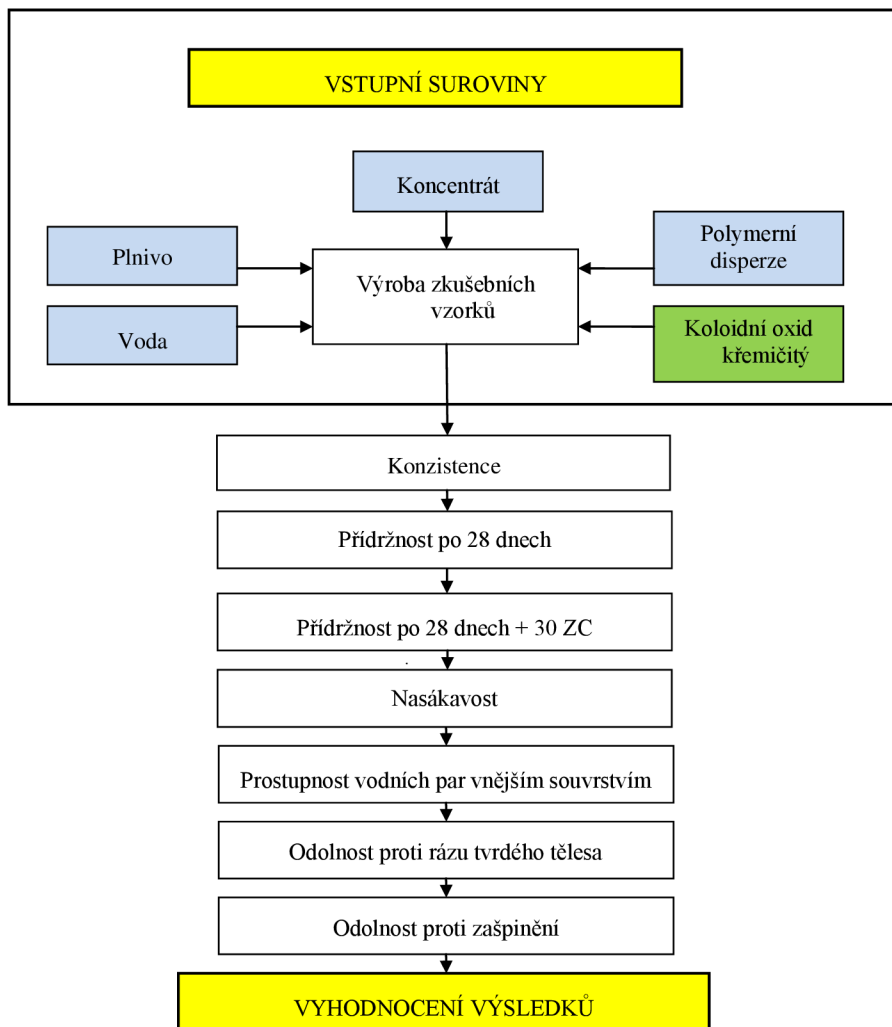 VSTUPNÍ SUROVINY
Koncentrát
Plnivo
Polymerní
disperze
Výroba zkušebních
vzorků
Voda
Koloidní oxid
křemičitý
Konzistence
Přídržnost po 28 dnech
Přídržnost po 28 dnech + 30 ZC
Nasákavost
Prostupnost vodních par vnějším souvrstvím
Odolnost proti rázu tvrdého tělesa
Odolnost proti zašpinění
VYHODNOCENÍ VÝSLEDKŮ